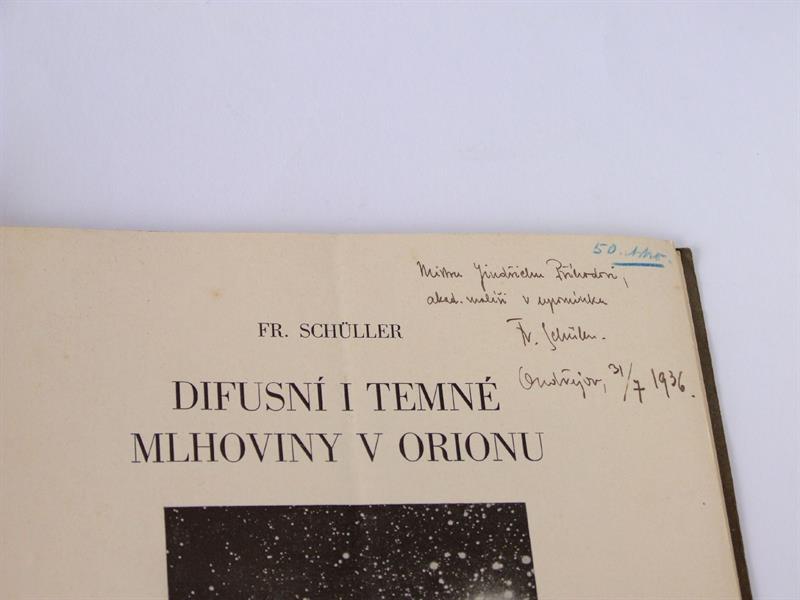 50.
Mistru Jindřichu Příhodovi,
akad. malíři v upomínku
Fr. Schüller.
Ondřejov, 31/7 1936.
FR. SCHÜLLER
DIFUSNÍ I TEMNÉ
MLHOVINY V ORIONU